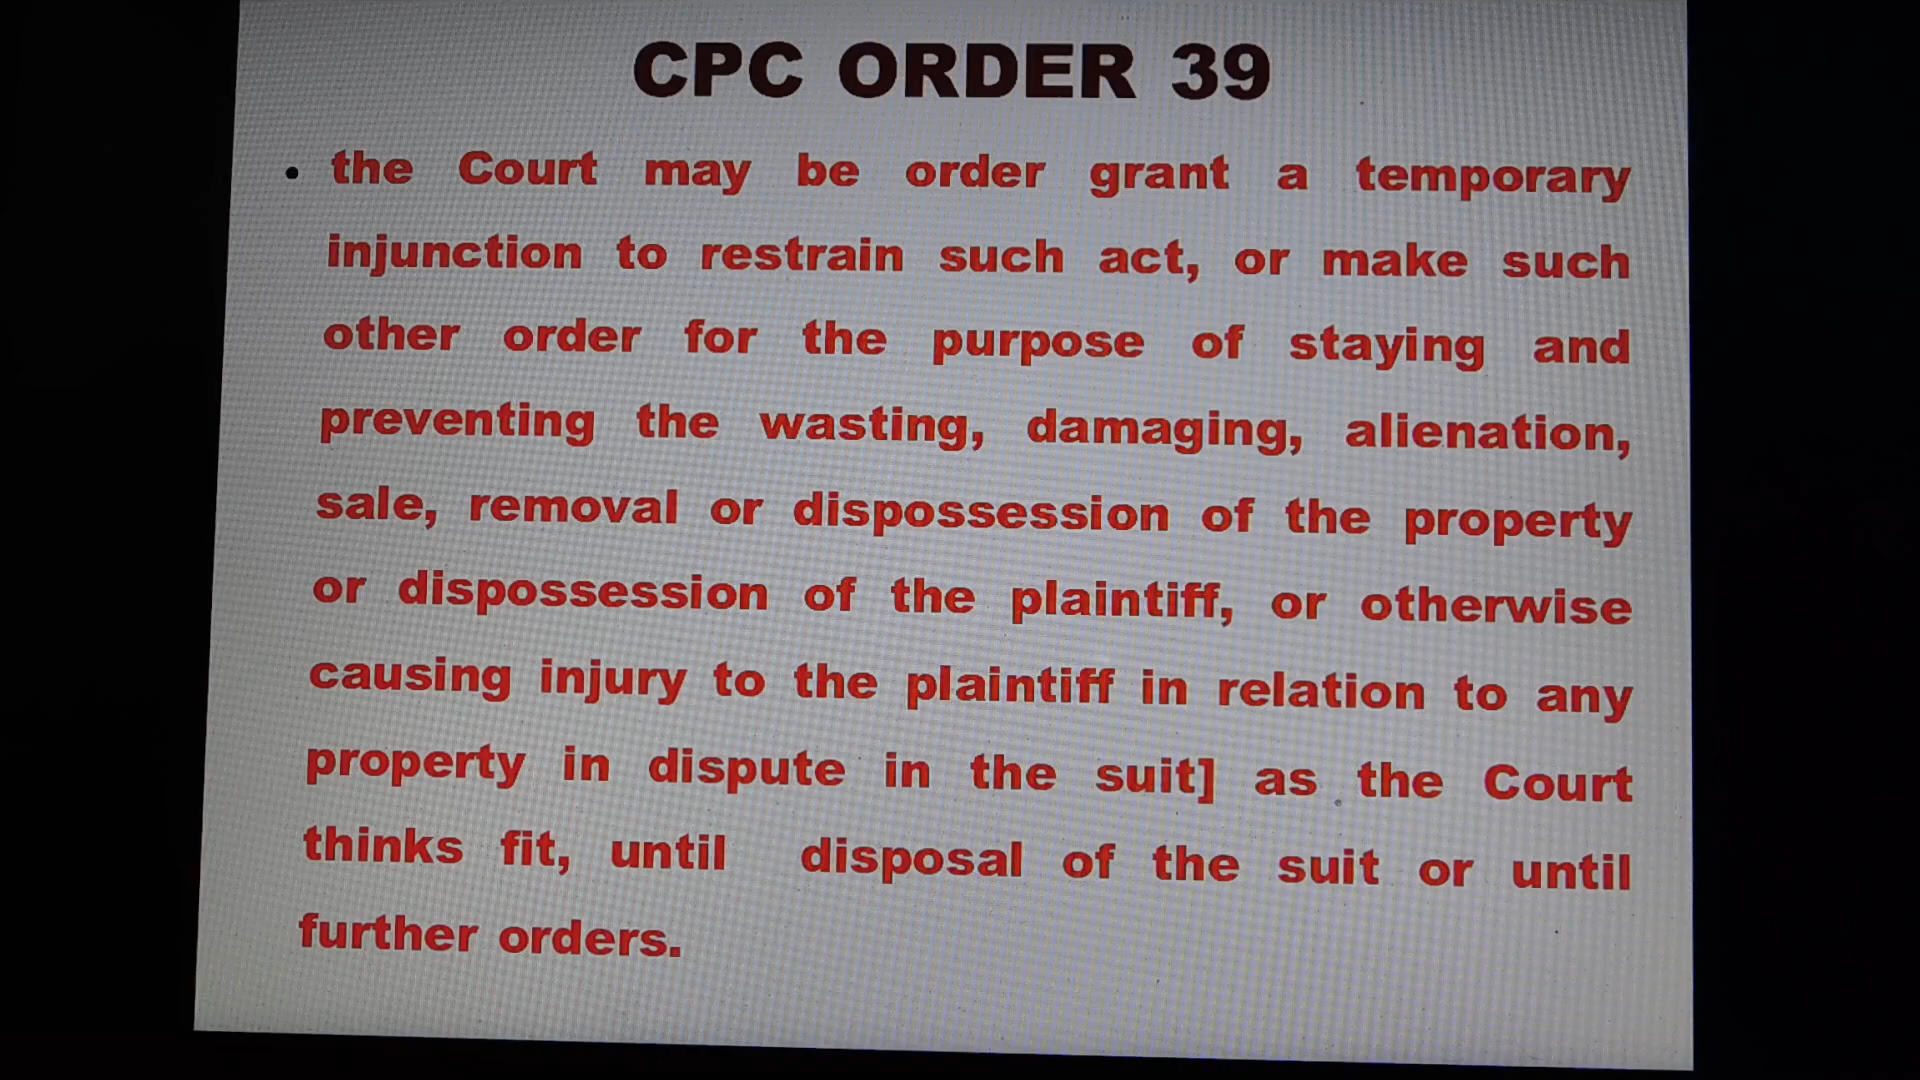 CPC ORDER 39
• the Court may be order grant a temporary
injunction to restrain such act, or make such
other order for the purpose of staying and
preventing the wasting, damaging, alienation,
sale, removal or dispossession of the property
or dispossession of the plaintiff, or otherwise
causing injury to the plaintiff in relation to any
property in dispute in the suit] as the Court
thinks fit, until disposal of the suit or until
further orders.